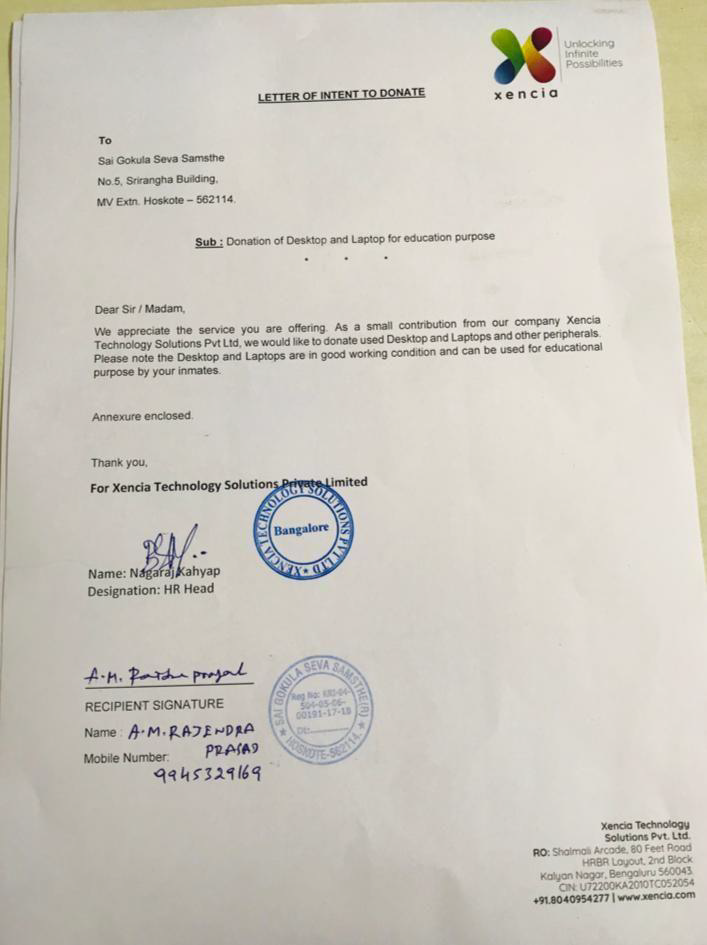 Unlocking
Infinite
Possibilities
xencia
LETTER OF INTENT TO DONATE
To
Sai Gokula Seva Samsthe
No.5, Srirangha Building,
MV Extn. Hoskote – 562114.
Sub : Donation of Desktop and Laptop for education purpose
Dear Sir / Madam,
We appreciate the service you are offering. As a small contribution from our company Xencia
Technology Solutions Pvt Ltd, we would like to donate used Desktop and Laptops and other peripherals.
Please note the Desktop and Laptops are in good working condition and can be used for educational
purpose by your inmates.
Annexure enclosed.
Thank you,
For Xencia Technology Solutions Private Limited
XENCIA TECHNOLOGY SOLUTIONS PVT LTD
Bangalore
Name: Nagaraj Kahyap
Designation: HR Head
A.M.
RECIPIENT SIGNATURE
Name : A.M.RAJENDRA
PRASAD
Mobile Number:
9945329169
SAI GOKULA SEVA SAMSTHE(R)
Reg No:
00191-17-18
Dt:
HOSKOTE-562114.
Xencia Technology
Solutions Pvt. Ltd.
RO: Shalmali Arcade, 80 Feet Road
HRBR Layout, 2nd Block
Kalyan Nagar, Bengaluru 560043.
CIN: U72200KA2010TC052054
+91.8040954277 | www.xencia.com